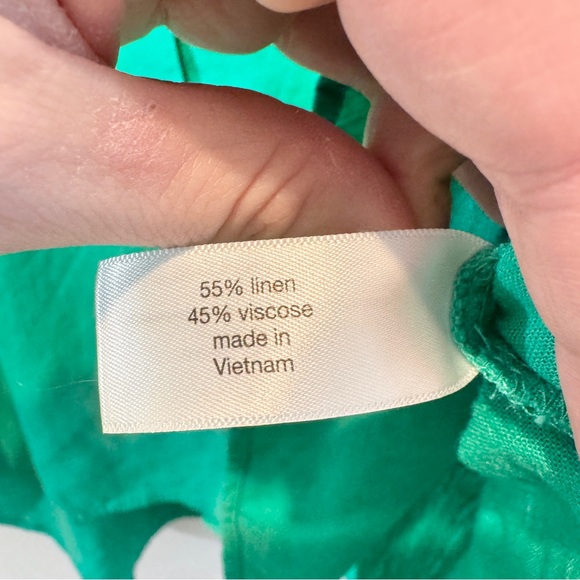 55% linen
45% viscose
made in
Vietnam